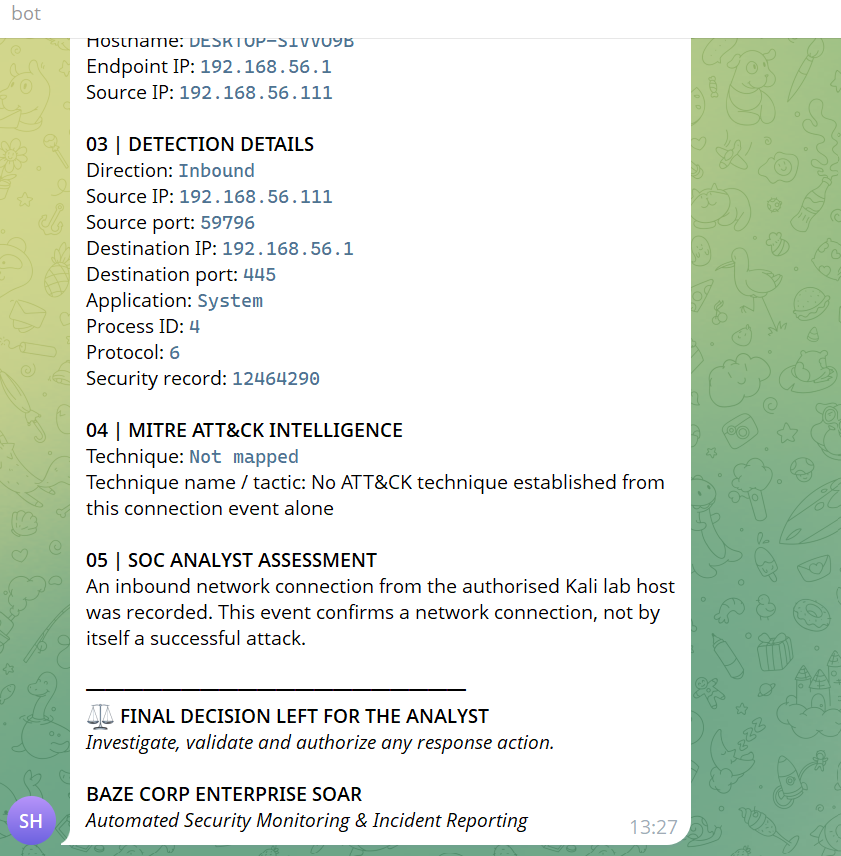 bot
Hostname: DESKTOP-S1VVU9B
Endpoint IP: 192.168.56.1
Source IP: 192.168.56.111
03 | DETECTION DETAILS
Direction: Inbound
Source IP: 192.168.56.111
Source port: 59796
Destination IP: 192.168.56.1
Destination port: 445
Application: System
Process ID: 4
Protocol: 6
Security record: 12464290
04 | MITRE ATT&CK INTELLIGENCE
Technique: Not mapped
Technique name / tactic: No ATT&CK technique established from
this connection event alone
05 | SOC ANALYST ASSESSMENT
An inbound network connection from the authorised Kali lab host
was recorded. This event confirms a network connection, not by
itself a successful attack.
⚖️ FINAL DECISION LEFT FOR THE ANALYST
Investigate, validate and authorize any response action.
BAZE CORP ENTERPRISE SOAR
Automated Security Monitoring & Incident Reporting
SH
13:27